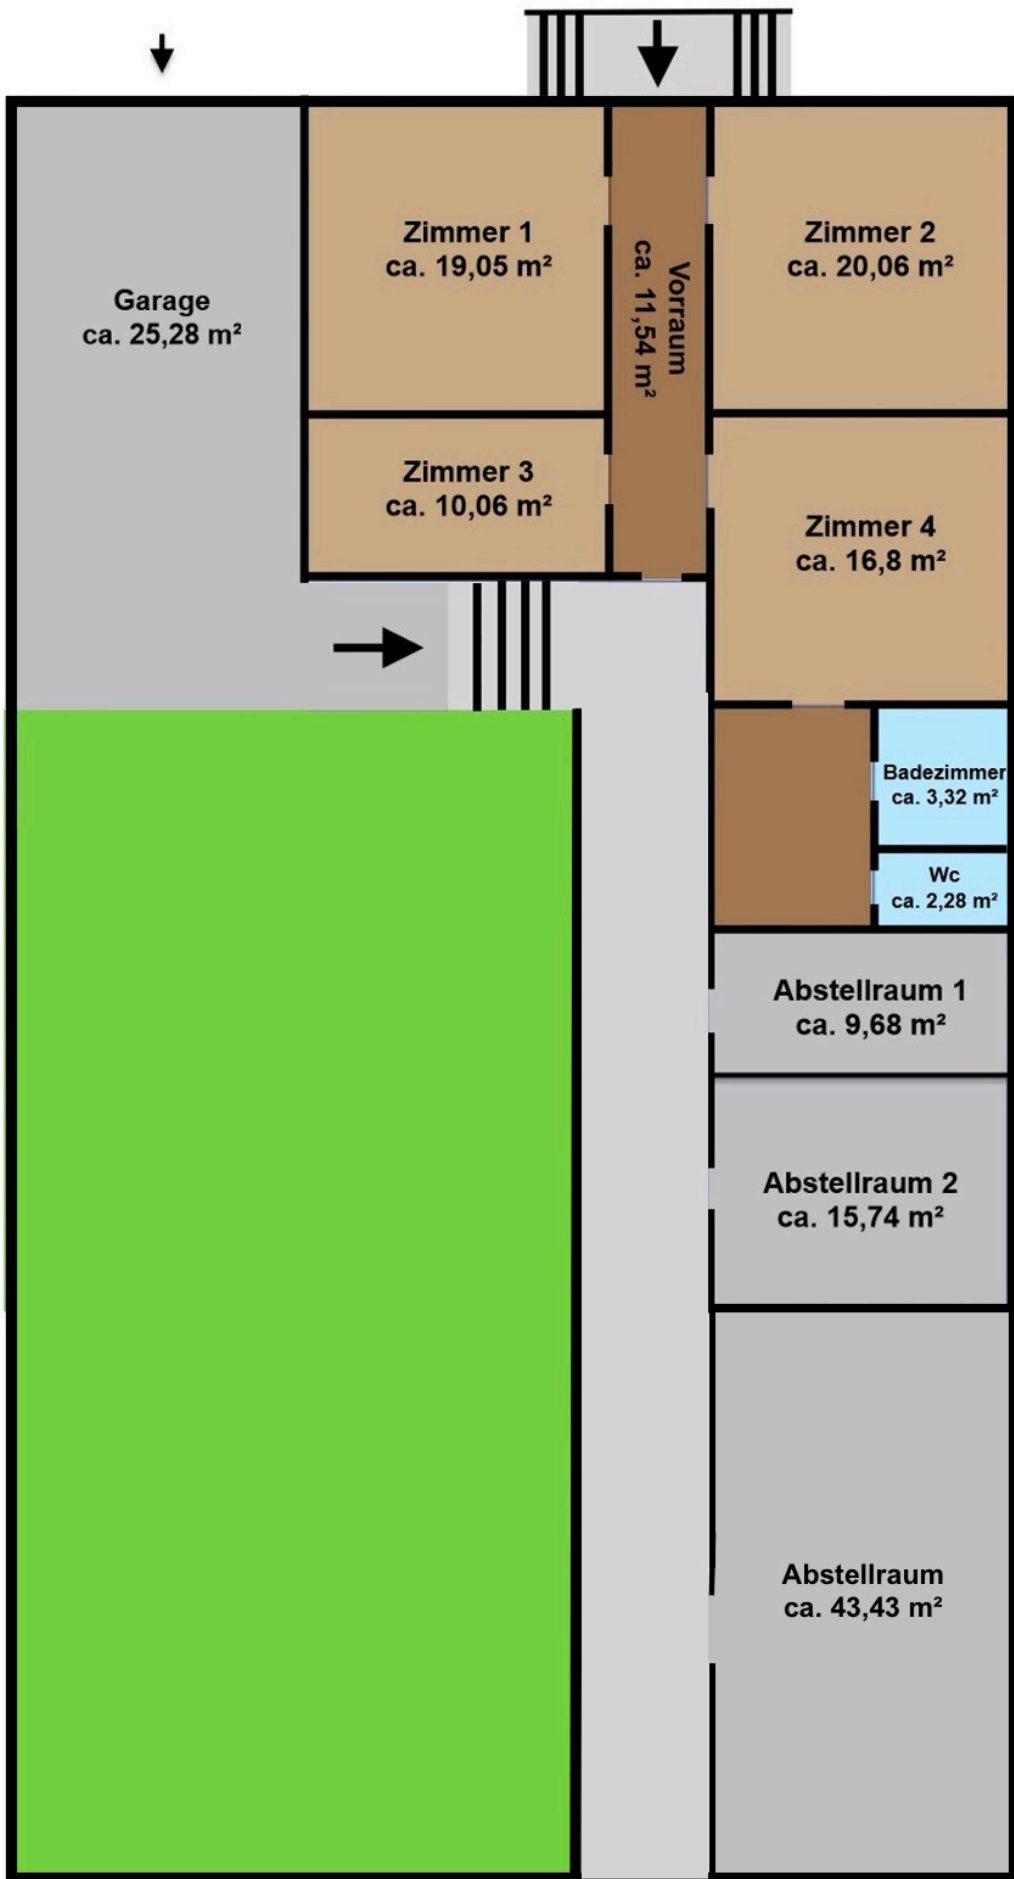 Zimmer 1
ca. 19,05 m²
Zimmer 2
ca. 20,06 m²
Vorraum
ca. 11,54 m²
Garage
ca. 25,28 m²
Zimmer 3
ca. 10,06 m²
Zimmer 4
ca. 16,8 m²
Badezimmer
ca. 3,32 m²
Wc
ca. 2,28 m²
Abstellraum 1
ca. 9,68 m²
Abstellraum 2
ca. 15,74 m²
Abstellraum
ca. 43,43 m²